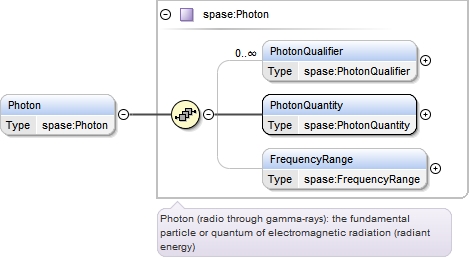 spase:Photon
0..∞
PhotonQualifier
Type spase:PhotonQualifier
Photon
Type spase:Photon
PhotonQuantity
Type spase:PhotonQuantity
FrequencyRange
Type spase:FrequencyRange
Photon (radio through gamma-rays): the fundamental
particle or quantum of electromagnetic radiation (radiant
energy)